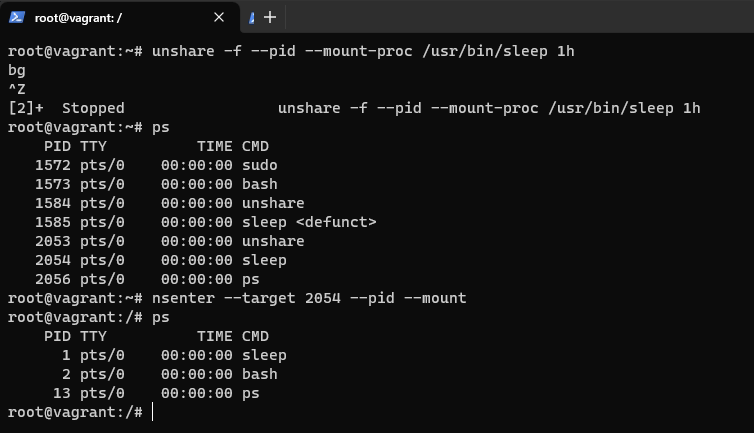 root@vagrant: /
root@vagrant:~# unshare -f --pid --mount-proc /usr/bin/sleep 1h
bg
^Z
[2]+  Stopped                 unshare -f --pid --mount-proc /usr/bin/sleep 1h
root@vagrant:~# ps
    PID TTY          TIME CMD
   1572 pts/0    00:00:00 sudo
   1573 pts/0    00:00:00 bash
   1584 pts/0    00:00:00 unshare
   1585 pts/0    00:00:00 sleep <defunct>
   2053 pts/0    00:00:00 unshare
   2054 pts/0    00:00:00 sleep
   2056 pts/0    00:00:00 ps
root@vagrant:~# nsenter --target 2054 --pid --mount
root@vagrant:/# ps
    PID TTY          TIME CMD
      1 pts/0    00:00:00 sleep
      2 pts/0    00:00:00 bash
     13 pts/0    00:00:00 ps
root@vagrant:/#